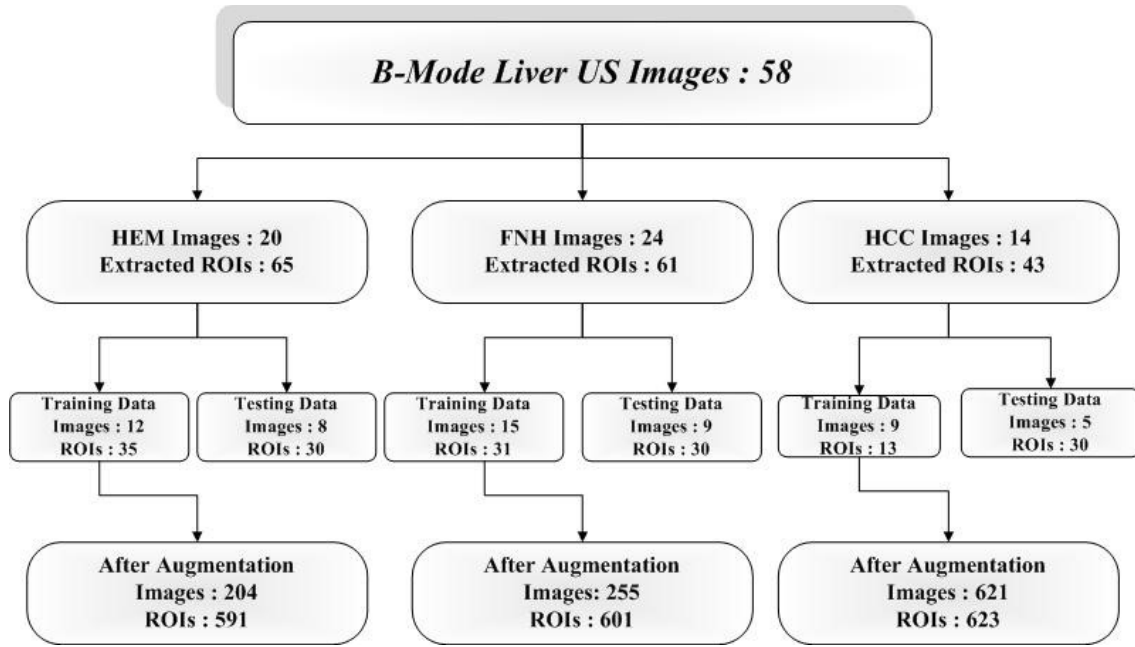 B-Mode Liver US Images : 58
HEM Images : 20
Extracted ROIs : 65
FNH Images : 24
Extracted ROIs : 61
HCC Images : 14
Extracted ROIs : 43
Training Data
Images : 12
ROIs : 35
Testing Data
Images : 8
ROIs : 30
Training Data
Images : 15
ROIs : 31
Testing Data
Images : 9
ROIs : 30
Training Data
Images : 9
ROIs : 13
Testing Data
Images : 5
ROIs : 30
After Augmentation
Images : 204
ROIs : 591
After Augmentation
Images: 255
ROIs : 601
After Augmentation
Images : 621
ROIs : 623